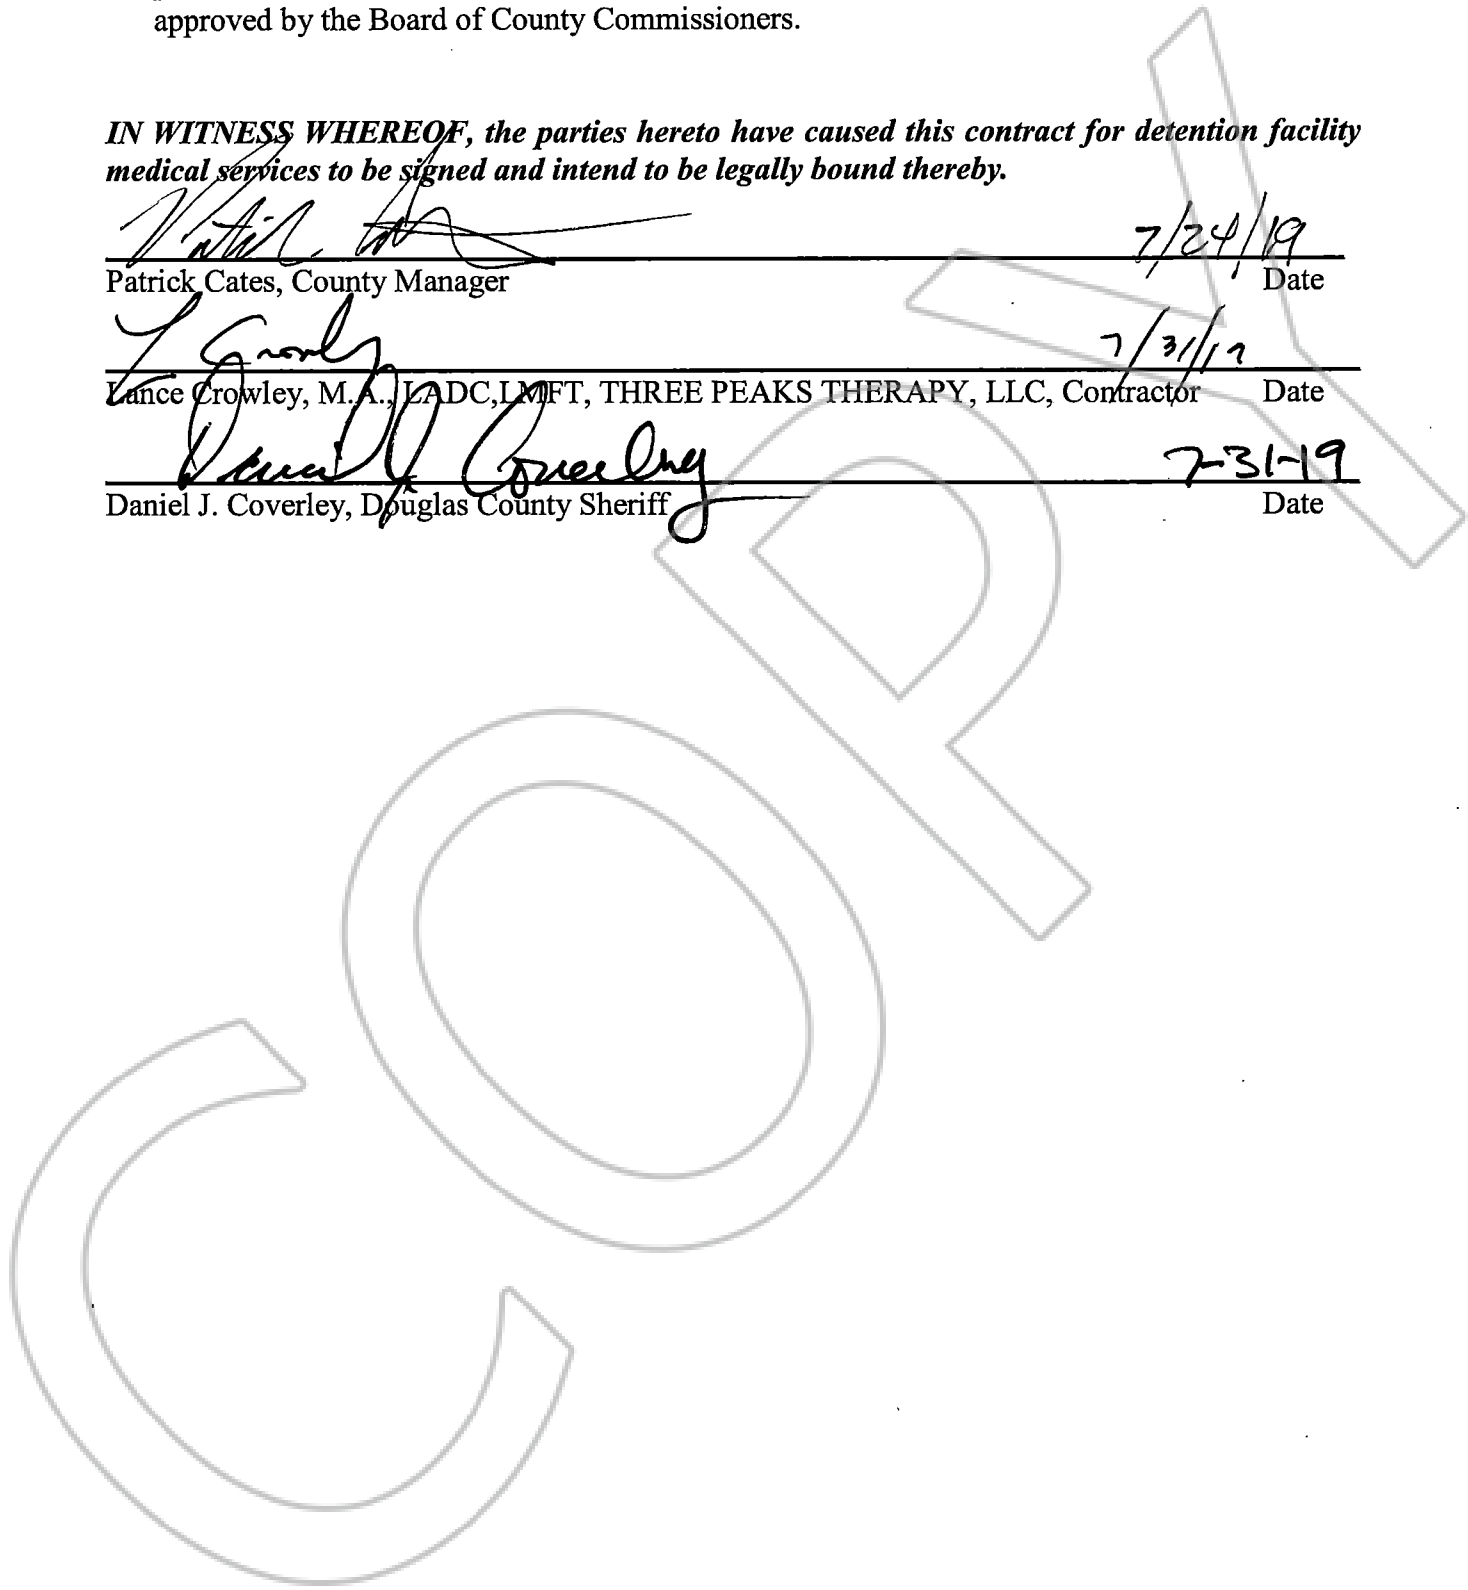 approved by the Board of County Commissioners.
IN WITNESS WHEREOF, the parties hereto have caused this contract for detention facility
medical services to be signed and intend to be legally bound thereby.
7/24/19
Patrick Cates, County Manager Date
L Crowley 7/31/19
Lance Crowley, M.A., LADC,LMFT, THREE PEAKS THERAPY, LLC, Contractor Date
Daniel J Coverley 7-31-19
Daniel J. Coverley, Douglas County Sheriff Date
COPY